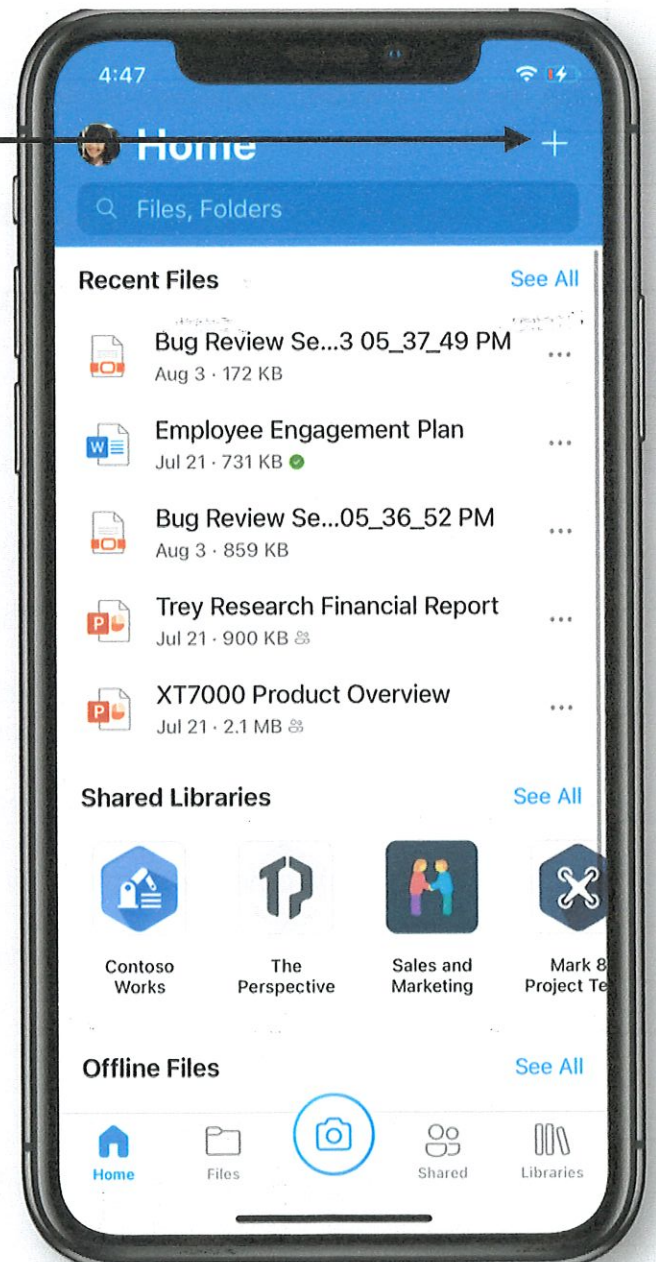 4:47
Home
Files, Folders
Recent Files See All
Bug Review Se...3 05_37_49 PM
Aug 3 · 172 KB
Employee Engagement Plan
Jul 21 · 731 KB
Bug Review Se...05_36_52 PM
Aug 3 · 859 KB
Trey Research Financial Report
Jul 21 · 900 KB
XT7000 Product Overview
Jul 21 · 2.1 MB
Shared Libraries See All
Contoso Works
The Perspective
Sales and Marketing
Mark 8 Project Te
Offline Files See All
Home Files Shared Libraries